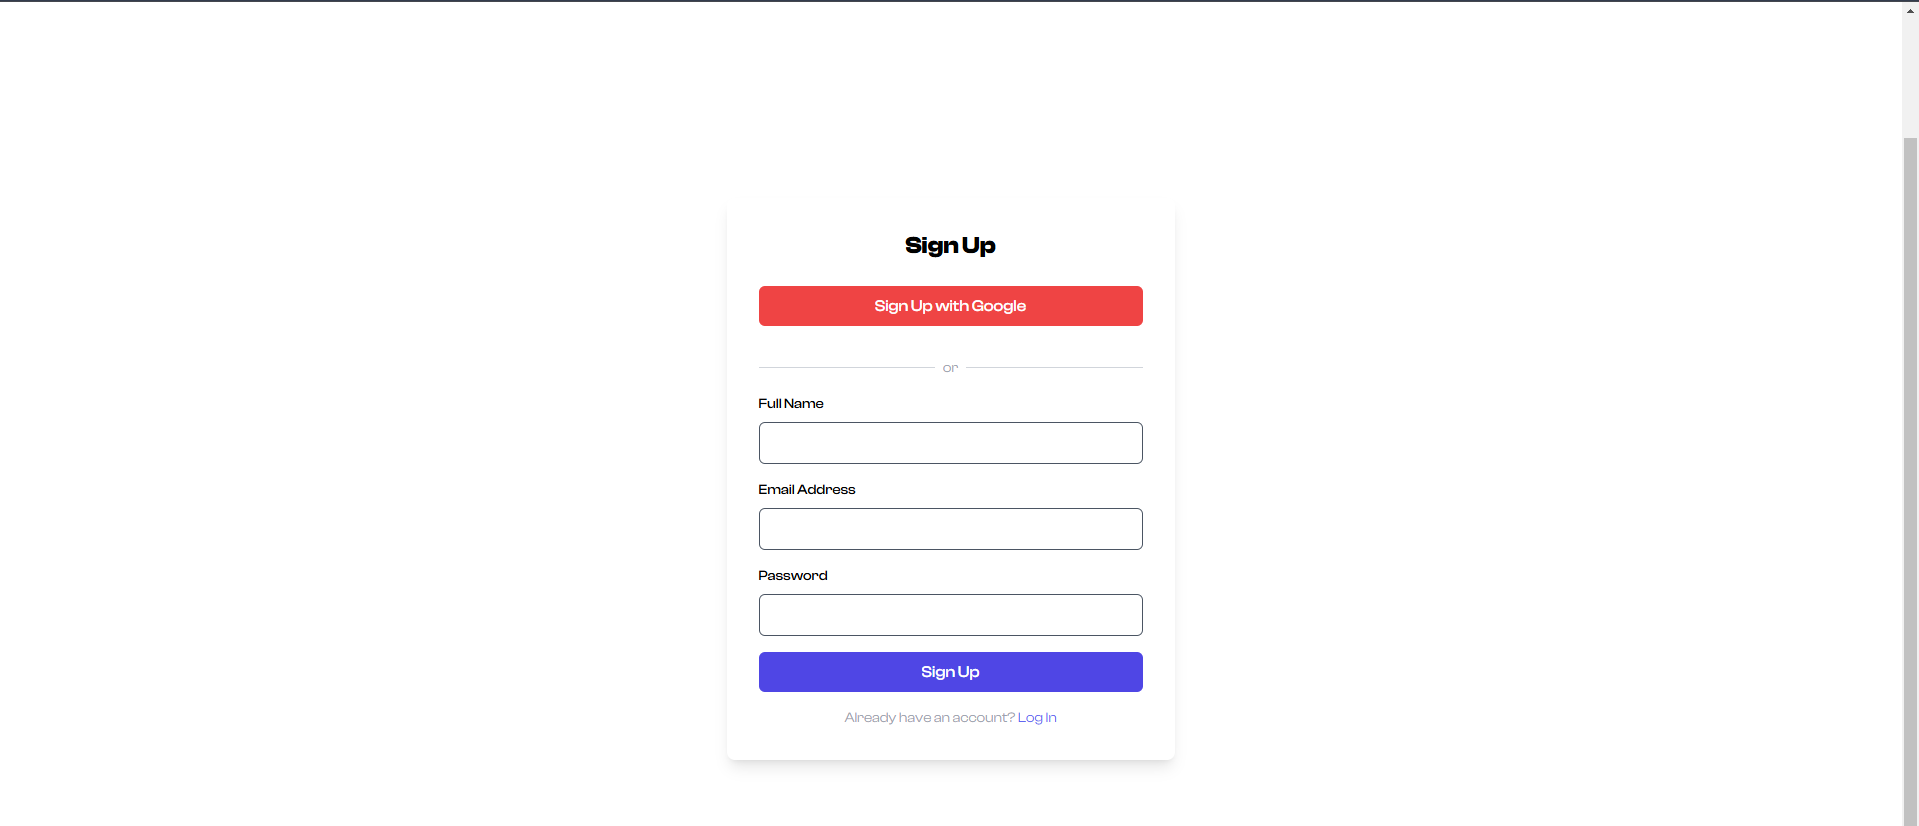 Sign Up
Sign Up with Google
or
Full Name
Email Address
Password
Sign Up
Already have an account? Log In